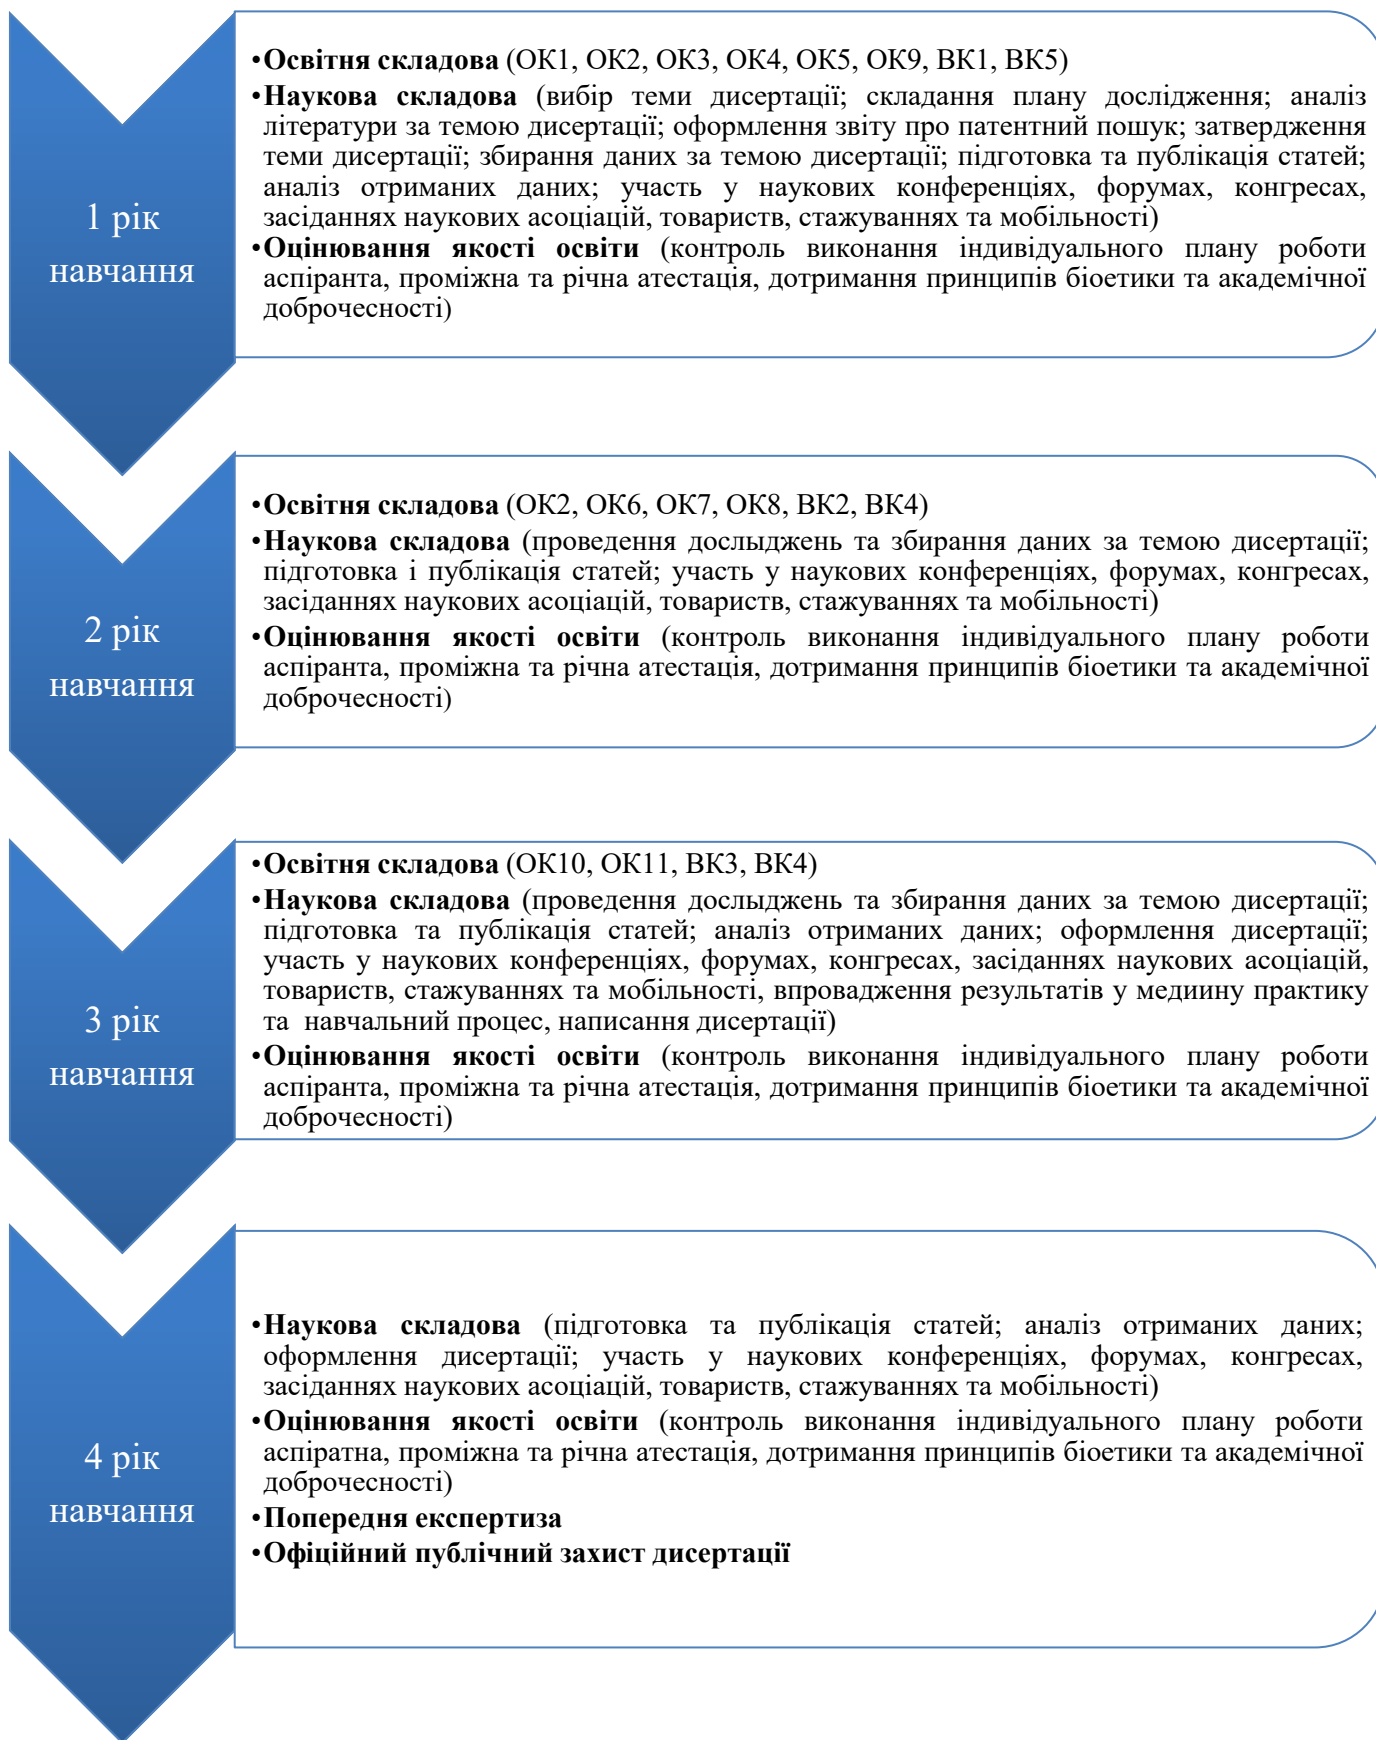 1 рік
навчання
•Освітня складова (ОК1, ОК2, ОК3, ОК4, ОК5, ОК9, ВК1, ВК5)
•Наукова складова (вибір теми дисертації; складання плану дослідження; аналіз
літератури за темою дисертації; оформлення звіту про патентний пошук; затвердження
теми дисертації; збирання даних за темою дисертації; підготовка та публікація статей;
аналіз отриманих даних; участь у наукових конференціях, форумах, конгресах,
засіданнях наукових асоціацій, товариств, стажуваннях та мобільності)
•Оцінювання якості освіти (контроль виконання індивідуального плану роботи
аспіранта, проміжна та річна атестація, дотримання принципів біоетики та академічної
доброчесності)
2 рік
навчання
•Освітня складова (ОК2, ОК6, ОК7, ОК8, ВК2, ВК4)
•Наукова складова (проведення дослыджень та збирання даних за темою дисертації;
підготовка і публікація статей; участь у наукових конференціях, форумах, конгресах,
засіданнях наукових асоціацій, товариств, стажуваннях та мобільності)
•Оцінювання якості освіти (контроль виконання індивідуального плану роботи
аспіранта, проміжна та річна атестація, дотримання принципів біоетики та академічної
доброчесності)
3 рік
навчання
•Освітня складова (ОК10, ОК11, ВК3, ВК4)
•Наукова складова (проведення дослыджень та збирання даних за темою дисертації;
підготовка та публікація статей; аналіз отриманих даних; оформлення дисертації;
участь у наукових конференціях, форумах, конгресах, засіданнях наукових асоціацій,
товариств, стажуваннях та мобільності, впровадження результатів у медиину практику
та навчальний процес, написання дисертації)
•Оцінювання якості освіти (контроль виконання індивідуального плану роботи
аспіранта, проміжна та річна атестація, дотримання принципів біоетики та академічної
доброчесності)
4 рік
навчання
•Наукова складова (підготовка та публікація статей; аналіз отриманих даних;
оформлення дисертації; участь у наукових конференціях, форумах, конгресах,
засіданнях наукових асоціацій, товариств, стажуваннях та мобільності)
•Оцінювання якості освіти (контроль виконання індивідуального плану роботи
аспіратна, проміжна та річна атестація, дотримання принципів біоетики та академічної
доброчесності)
•Попередня експертиза
•Офіційний публічний захист дисертації